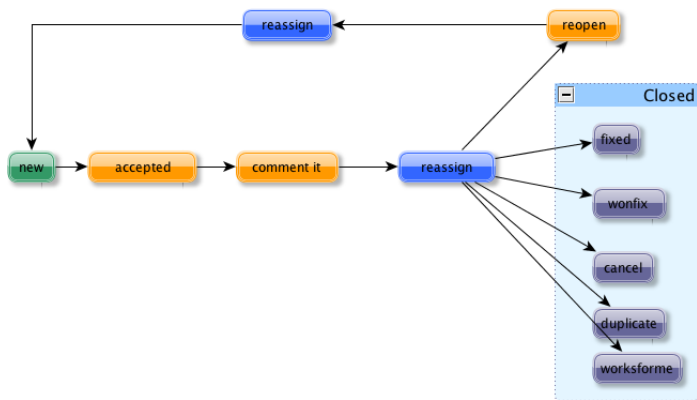 reassign
reopen
Closed
fixed
new
accepted
comment it
reassign
wonfix
cancel
duplicate
worksforme